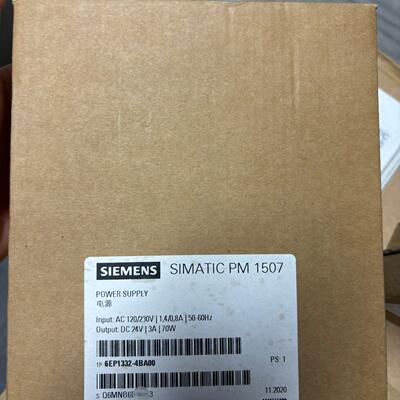 SIEMENS SIMATIC PM 1507
POWER SUPPLY
电源
Input: AC 120/230V | 1,4/0,8A | 50-60Hz
Output: DC 24V | 3A | 70W
1P 6EP1332-4BA00 PS: 1
S 11.2020